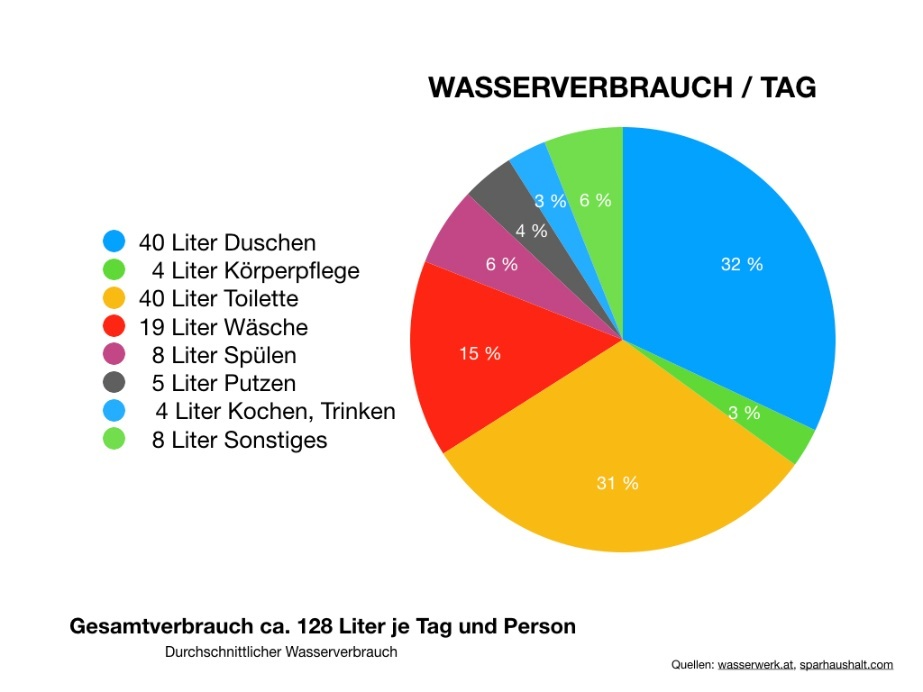 WASSERVERBRAUCH / TAG
40 Liter Duschen
4 Liter Körperpflege
40 Liter Toilette
19 Liter Wäsche
8 Liter Spülen
5 Liter Putzen
4 Liter Kochen, Trinken
8 Liter Sonstiges
3 %
6 %
4 %
6 %
32 %
15 %
3 %
31 %
Gesamtverbrauch ca. 128 Liter je Tag und Person
Durchschnittlicher Wasserverbrauch
Quellen: wasserwerk.at, sparhaushalt.com